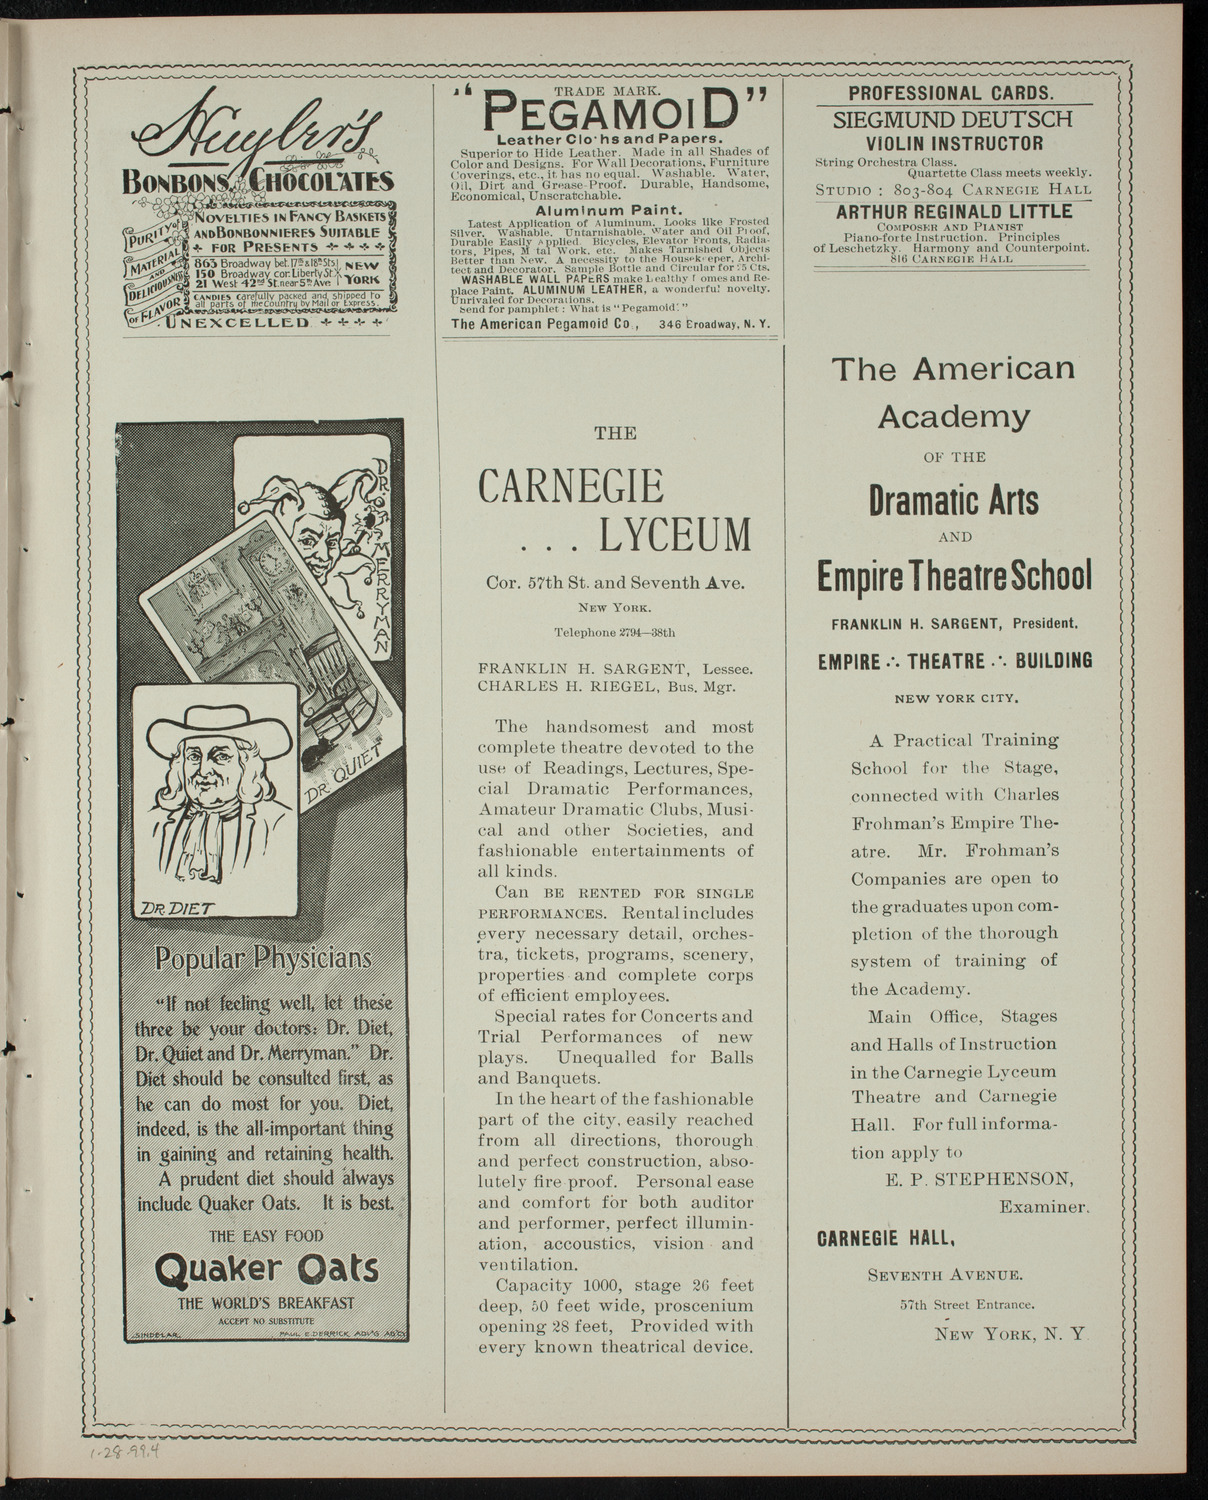 Huyler's
BONBONS, CHOCOLATES
NOVELTIES IN FANCY BASKETS
AND BONBONNIERES SUITABLE
FOR PRESENTS
PURITY of
MATERIAL
AND
DELICIOUSNESS
OF FLAVOR
863 Broadway bet. 17th & 18th Sts
150 Broadway cor. Liberty St.
21 West 42nd St. near 5th Ave
NEW
YORK
CANDIES carefully packed and shipped to
all parts of the Country by Mail or Express.
UNEXCELLED
DR. MERRYMAN
DR QUIET
DR DIET
Popular Physicians
"If not feeling well, let these
three be your doctors: Dr. Diet,
Dr. Quiet and Dr. Merryman." Dr.
Diet should be consulted first, as
he can do most for you. Diet,
indeed, is the all-important thing
in gaining and retaining health.
A prudent diet should always
include Quaker Oats. It is best.
THE EASY FOOD
Quaker Oats
THE WORLD'S BREAKFAST
ACCEPT NO SUBSTITUTE
SINDELAR. PAUL E. DERRICK ADV'G AG'CY
TRADE MARK.
"PEGAMOID"
Leather Clo·hs and Papers.
Superior to Hide Leather. Made in all Shades of
Color and Designs. For Wall Decorations, Furniture
Coverings, etc., it has no equal. Washable. Water,
Oil, Dirt and Grease-Proof. Durable, Handsome,
Economical, Unscratchable.
Aluminum Paint.
Latest Application of Aluminum. Looks like Frosted
Silver. Washable. Untarnishable. Water and Oil Proof,
Durable Easily Applied. Bicycles, Elevator Fronts, Radia-
tors, Pipes, M tal Work, etc. Makes Tarnished Objects
Better than New. A necessity to the Housek·eper, Archi-
tect and Decorator. Sample Bottle and Circular for 25 Cts.
WASHABLE WALL PAPERS make Healthy Homes and Re-
place Paint. ALUMINUM LEATHER, a wonderful novelty.
Unrivaled for Decorations.
Send for pamphlet: What is "Pegamoid."
The American Pegamoid Co., 346 Broadway, N. Y.
THE
CARNEGIE
... LYCEUM
Cor. 57th St. and Seventh Ave.
NEW YORK.
Telephone 2794—38th
FRANKLIN H. SARGENT, Lessee.
CHARLES H. RIEGEL, Bus. Mgr.
The handsomest and most
complete theatre devoted to the
use of Readings, Lectures, Spe-
cial Dramatic Performances,
Amateur Dramatic Clubs, Musi-
cal and other Societies, and
fashionable entertainments of
all kinds.
Can BE RENTED FOR SINGLE
PERFORMANCES. Rental includes
every necessary detail, orches-
tra, tickets, programs, scenery,
properties and complete corps
of efficient employees.
Special rates for Concerts and
Trial Performances of new
plays. Unequalled for Balls
and Banquets.
In the heart of the fashionable
part of the city, easily reached
from all directions, thorough
and perfect construction, abso-
lutely fire proof. Personal ease
and comfort for both auditor
and performer, perfect illumin-
ation, accoustics, vision and
ventilation.
Capacity 1000, stage 26 feet
deep, 50 feet wide, proscenium
opening 28 feet, Provided with
every known theatrical device.
PROFESSIONAL CARDS.
SIEGMUND DEUTSCH
VIOLIN INSTRUCTOR
String Orchestra Class.
Quartette Class meets weekly.
STUDIO: 803-804 CARNEGIE HALL
ARTHUR REGINALD LITTLE
COMPOSER AND PIANIST
Piano-forte Instruction. Principles
of Leschetzky. Harmony and Counterpoint.
816 CARNEGIE HALL
The American
Academy
OF THE
Dramatic Arts
AND
Empire Theatre School
FRANKLIN H. SARGENT, President.
EMPIRE ∴ THEATRE ∴ BUILDING
NEW YORK CITY.
A Practical Training
School for the Stage,
connected with Charles
Frohman's Empire The-
atre. Mr. Frohman's
Companies are open to
the graduates upon com-
pletion of the thorough
system of training of
the Academy.
Main Office, Stages
and Halls of Instruction
in the Carnegie Lyceum
Theatre and Carnegie
Hall. For full informa-
tion apply to
E. P. STEPHENSON,
Examiner.
CARNEGIE HALL,
SEVENTH AVENUE.
57th Street Entrance.
NEW YORK, N. Y
1-28-99.4